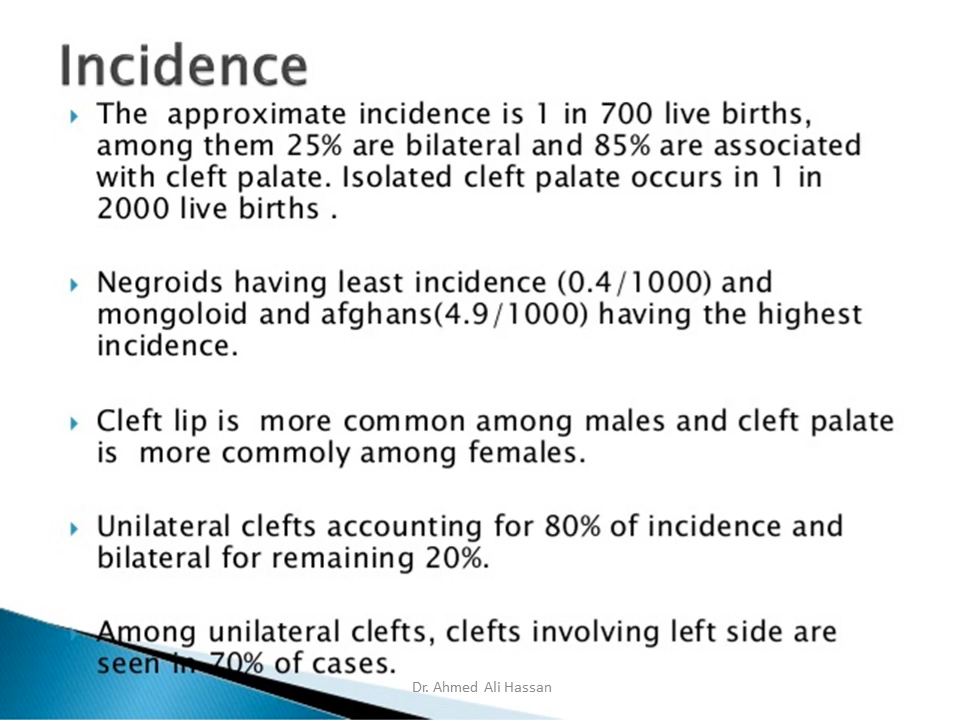 Incidence
The approximate incidence is 1 in 700 live births,
among them 25% are bilateral and 85% are associated
with cleft palate. Isolated cleft palate occurs in 1 in
2000 live births .
Negroids having least incidence (0.4/1000) and
mongoloid and afghans(4.9/1000) having the highest
incidence.
Cleft lip is more common among males and cleft palate
is more commoly among females.
Unilateral clefts accounting for 80% of incidence and
bilateral for remaining 20%.
Among unilateral clefts, clefts involving left side are
seen in 70% of cases.
Dr. Ahmed Ali Hassan